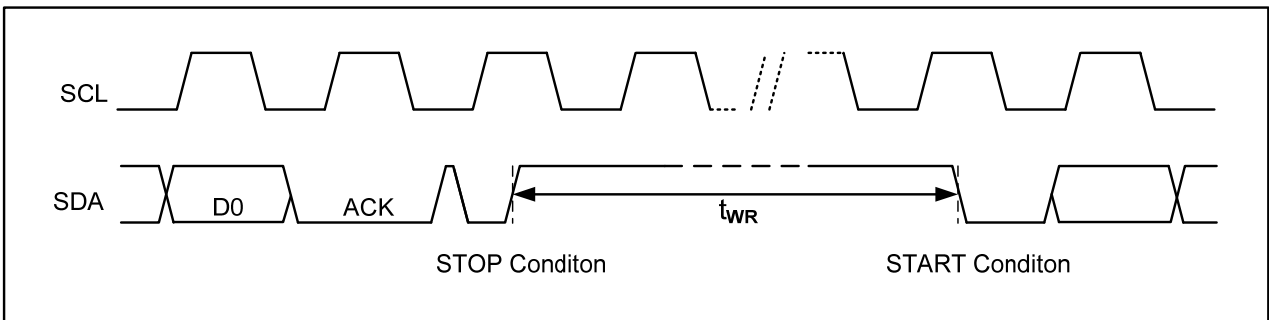 SCL
SDA
D0
ACK
tWR
STOP Conditon
START Conditon